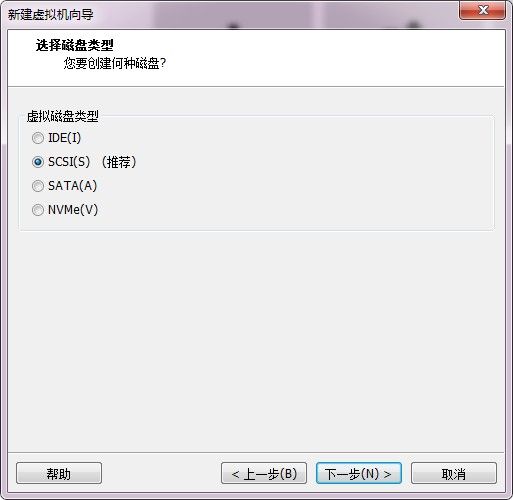 新建虚拟机向导
选择磁盘类型
您要创建何种磁盘?
虚拟磁盘类型
IDE(I)
SCSI(S) （推荐）
SATA(A)
NVMe(V)
帮助
< 上一步(B)
下一步(N) >
取消